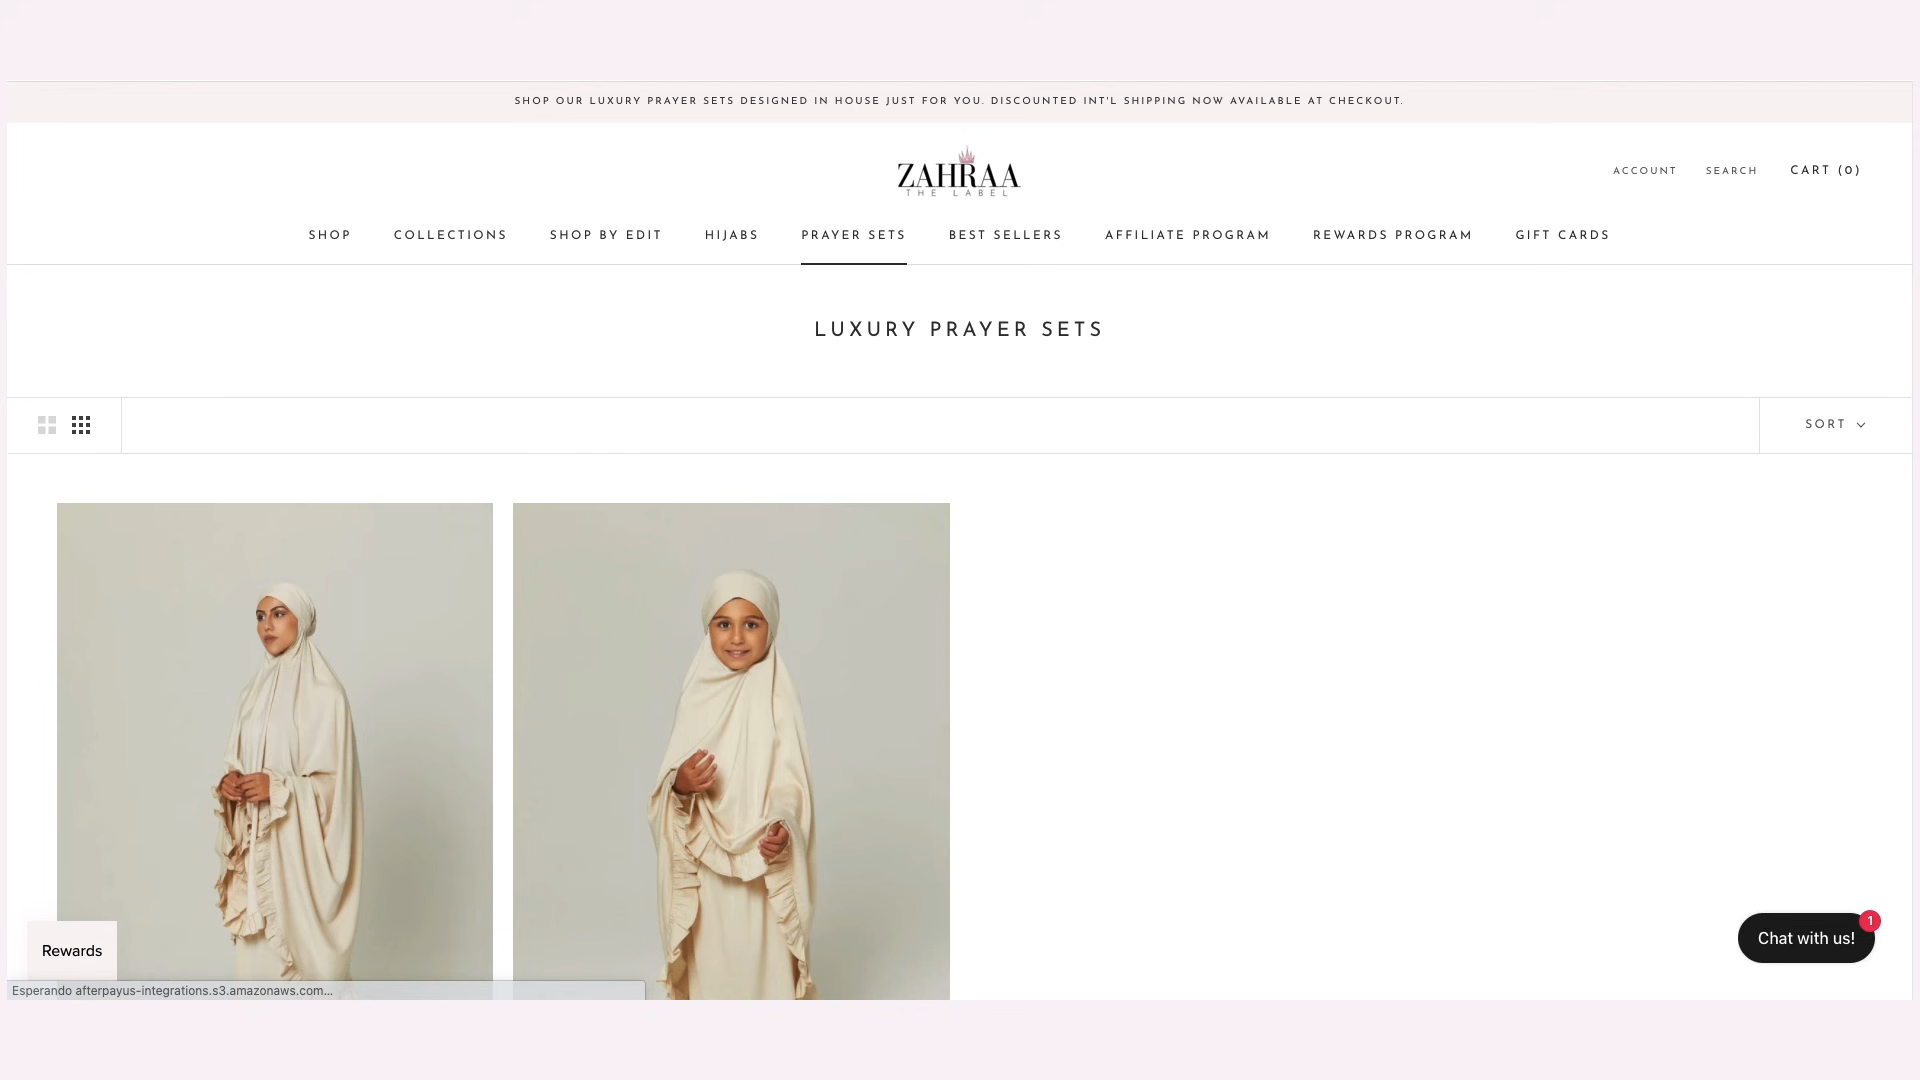 SHOP OUR LUXURY PRAYER SETS DESIGNED IN HOUSE JUST FOR YOU. DISCOUNTED INT'L SHIPPING NOW AVAILABLE AT CHECKOUT.
ZAHRAA
THE LABEL
ACCOUNT SEARCH CART (0)
SHOP COLLECTIONS SHOP BY EDIT HIJABS PRAYER SETS BEST SELLERS AFFILIATE PROGRAM REWARDS PROGRAM GIFT CARDS
LUXURY PRAYER SETS
SORT
1
Chat with us!
Rewards
Esperando afterpayus-integrations.s3.amazonaws.com...